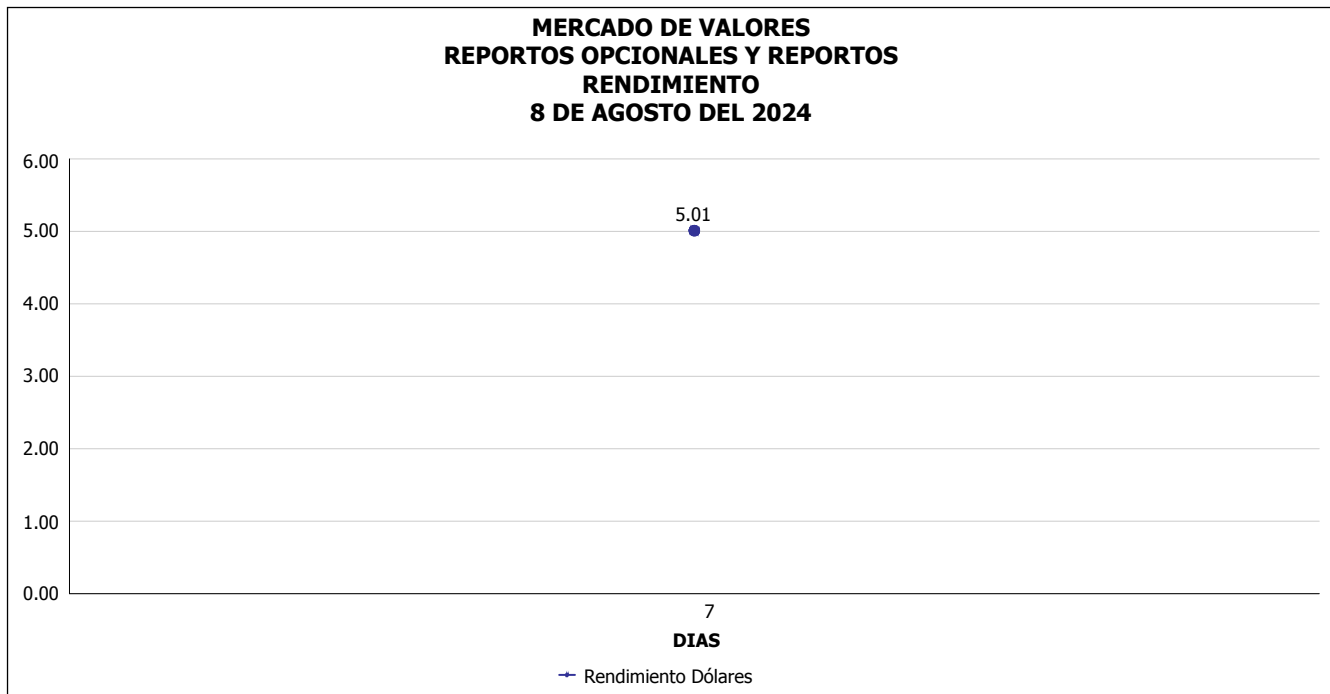 MERCADO DE VALORES
REPORTOS OPCIONALES Y REPORTOS
RENDIMIENTO
8 DE AGOSTO DEL 2024
6.00
5.01
5.00
4.00
3.00
2.00
1.00
0.00
7
DIAS
Rendimiento Dólares